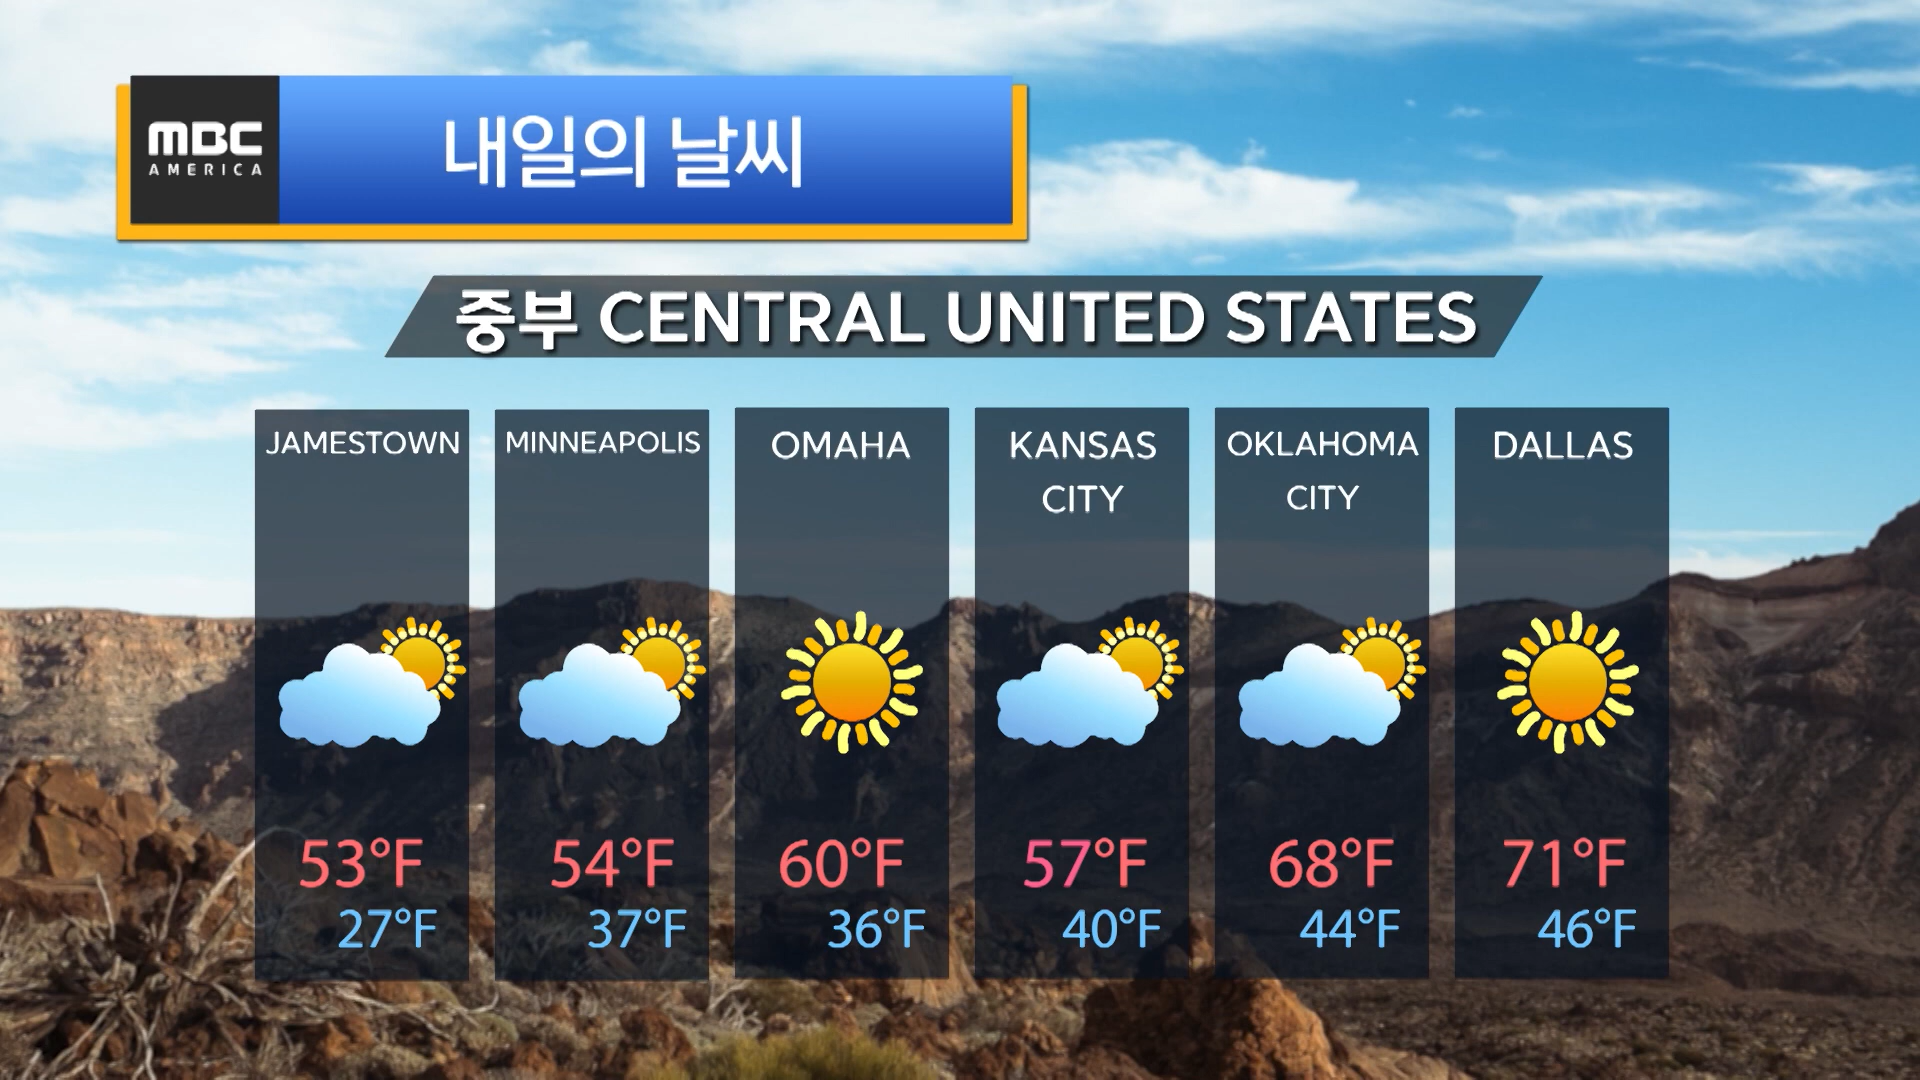 MBC
AMERICA
내일의 날씨
중부 CENTRAL UNITED STATES
JAMESTOWN
53°F
27°F
MINNEAPOLIS
54°F
37°F
OMAHA
60°F
36°F
KANSAS
CITY
57°F
40°F
OKLAHOMA
CITY
68°F
44°F
DALLAS
71°F
46°F